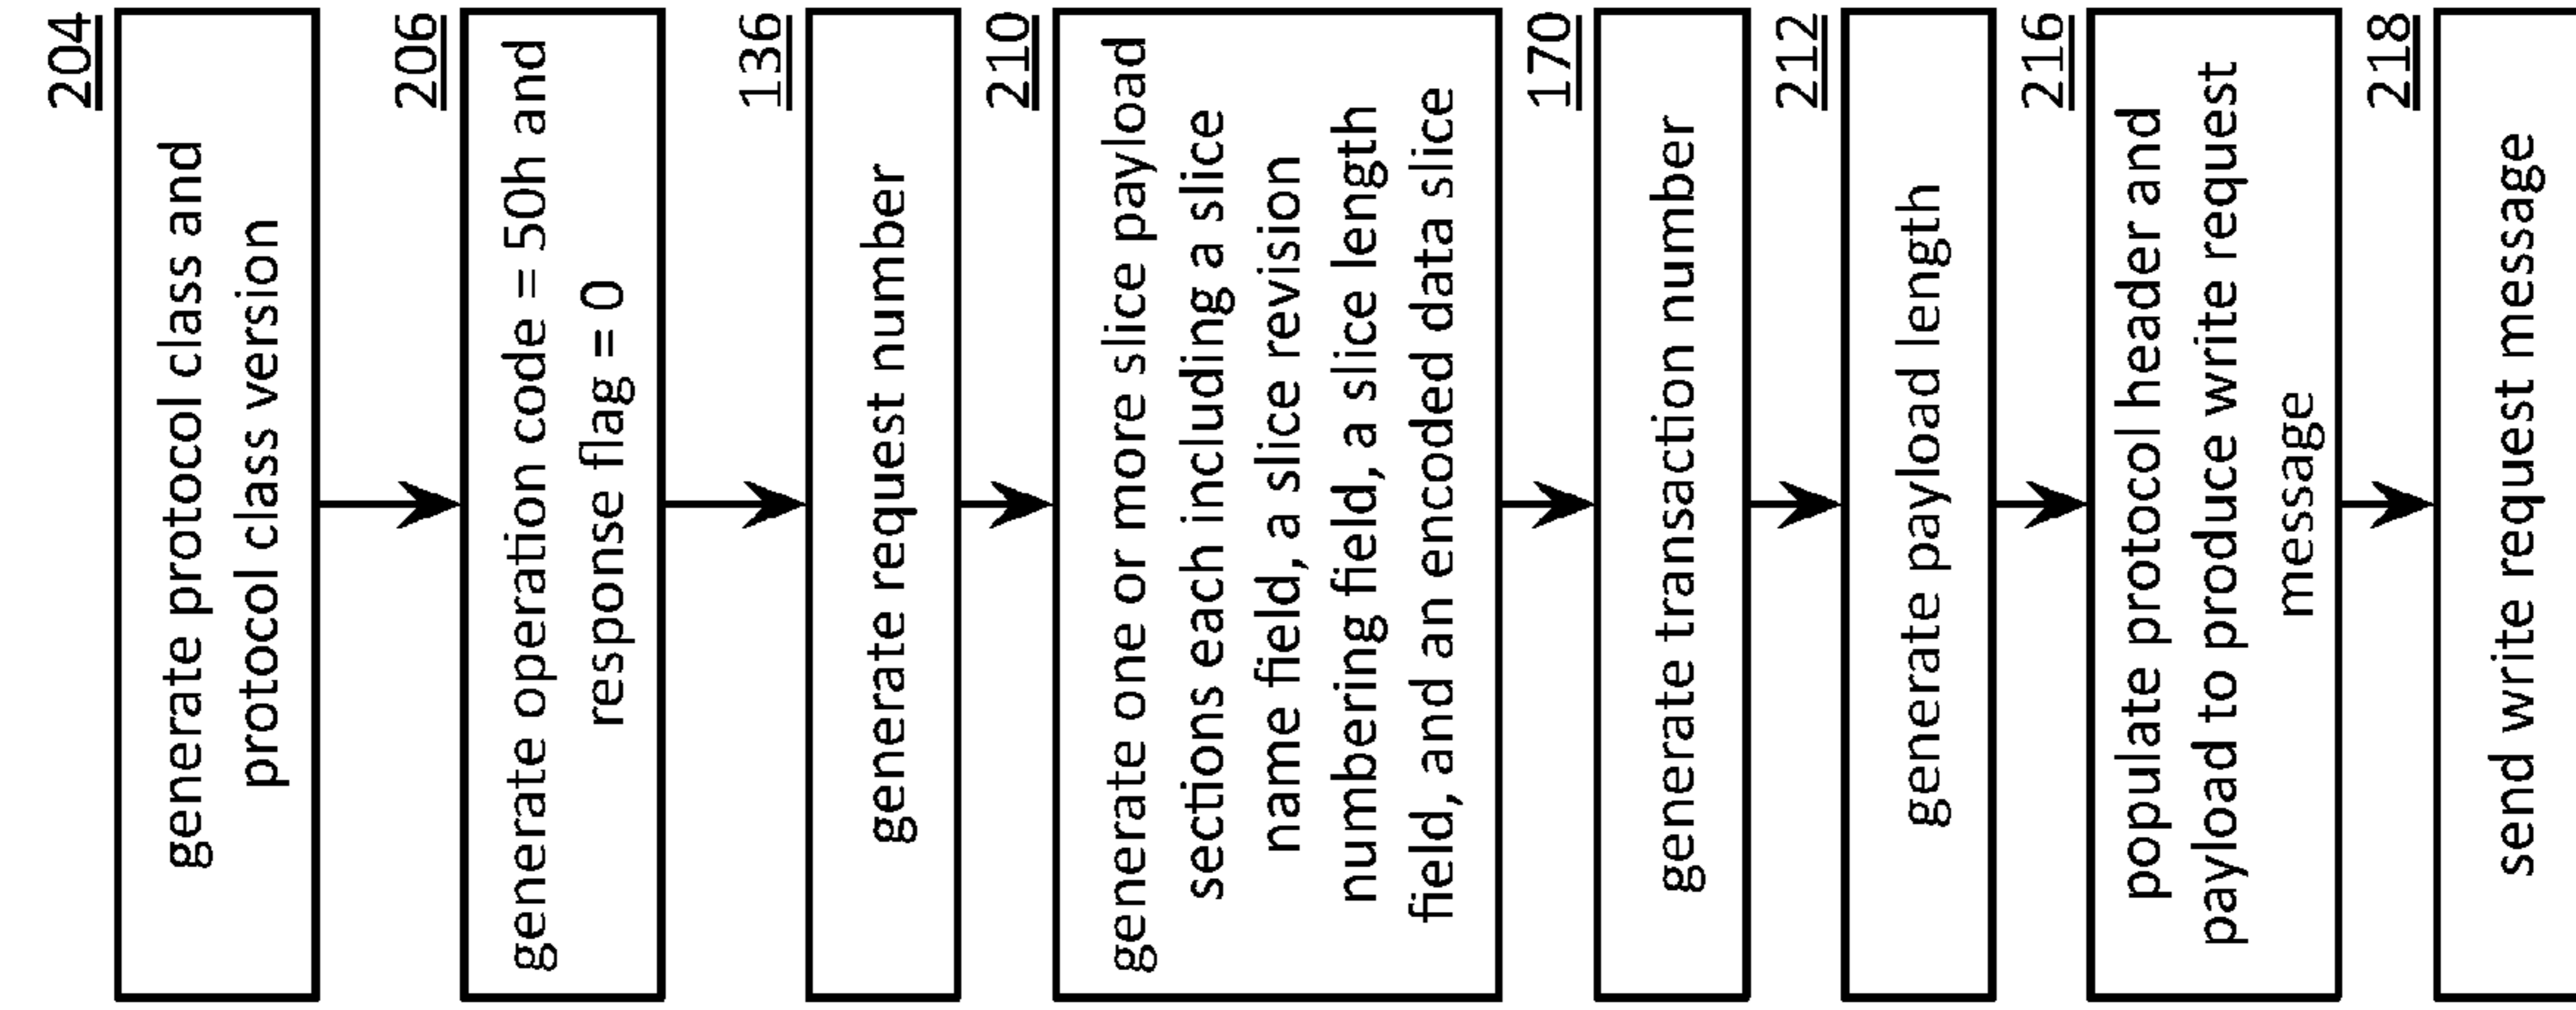 204
generate protocol class and
protocol class version
206
generate operation code = 50h and
response flag = 0
136
generate request number
210
generate one or more slice payload
sections each including a slice
name field, a slice revision
numbering field, a slice length
field, and an encoded data slice
170
generate transaction number
212
generate payload length
216
populate protocol header and
payload to produce write request
message
218
send write request message